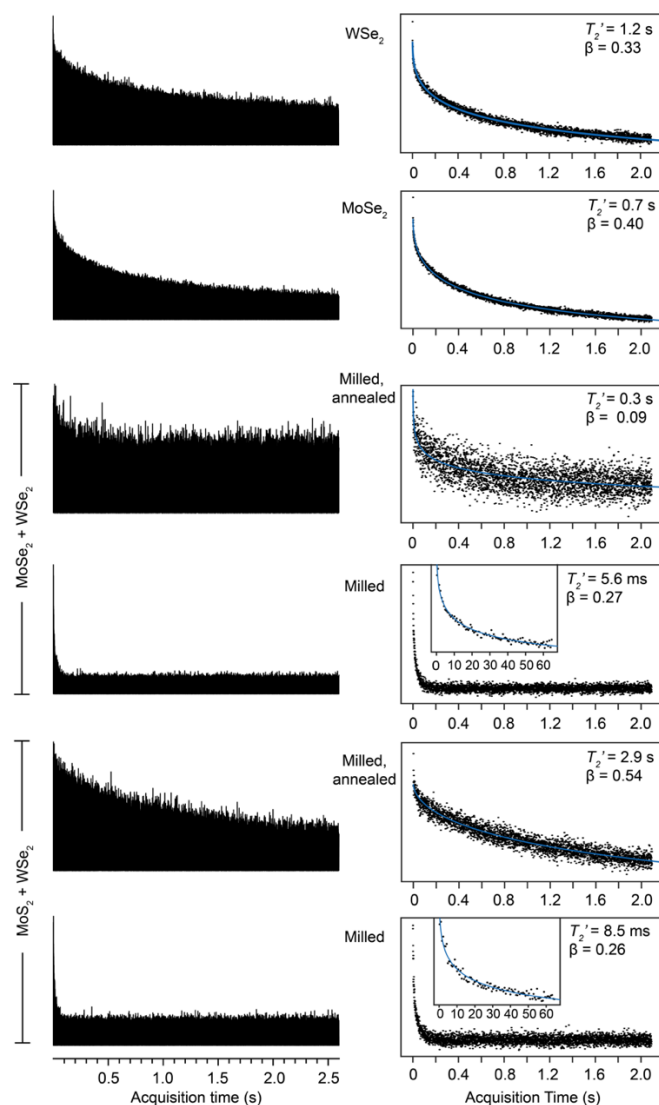 WSe₂
T₂' = 1.2 s
β = 0.33
0 0.4 0.8 1.2 1.6 2.0
MoSe₂
T₂' = 0.7 s
β = 0.40
0 0.4 0.8 1.2 1.6 2.0
MoSe₂ + WSe₂
Milled,
annealed
T₂' = 0.3 s
β = 0.09
0 0.4 0.8 1.2 1.6 2.0
Milled
T₂' = 5.6 ms
β = 0.27
0 10 20 30 40 50 60
0 0.4 0.8 1.2 1.6 2.0
MoS₂ + WSe₂
Milled,
annealed
T₂' = 2.9 s
β = 0.54
0 0.4 0.8 1.2 1.6 2.0
Milled
T₂' = 8.5 ms
β = 0.26
0 10 20 30 40 50 60
0.5 1.0 1.5 2.0 2.5
Acquisition time (s)
0 0.4 0.8 1.2 1.6 2.0
Acquisition Time (s)